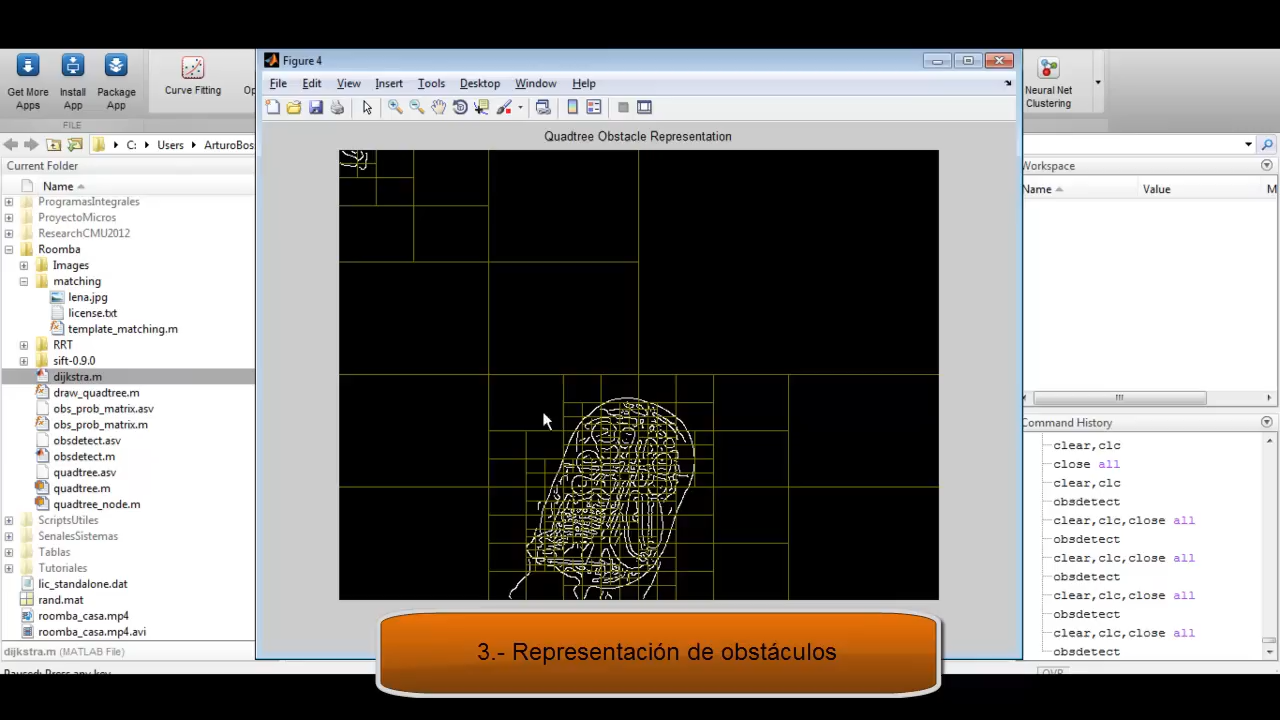 Figure 4
File Edit View Insert Tools Desktop Window Help
Get More Apps
Install App
Package App
Curve Fitting
Neural Net Clustering
FILE
C: Users ArturoBos
Current Folder
Name
ProgramasIntegrales
ProyectoMicros
ResearchCMU2012
Roomba
Images
matching
lena.jpg
license.txt
template_matching.m
RRT
sift-0.9.0
dijkstra.m
draw_quadtree.m
obs_prob_matrix.asv
obs_prob_matrix.m
obsdetect.asv
obsdetect.m
quadtree.asv
quadtree.m
quadtree_node.m
ScriptsUtiles
SenalesSistemas
Tablas
Tutoriales
lic_standalone.dat
rand.mat
roomba_casa.mp4
roomba_casa.mp4.avi
dijkstra.m (MATLAB File)
Quadtree Obstacle Representation
3.- Representación de obstáculos
Workspace
Name Value M
Command History
clear,clc
close all
clear,clc
obsdetect
clear,clc,close all
obsdetect
clear,clc,close all
obsdetect
clear,clc,close all
obsdetect
clear,clc,close all
obsdetect